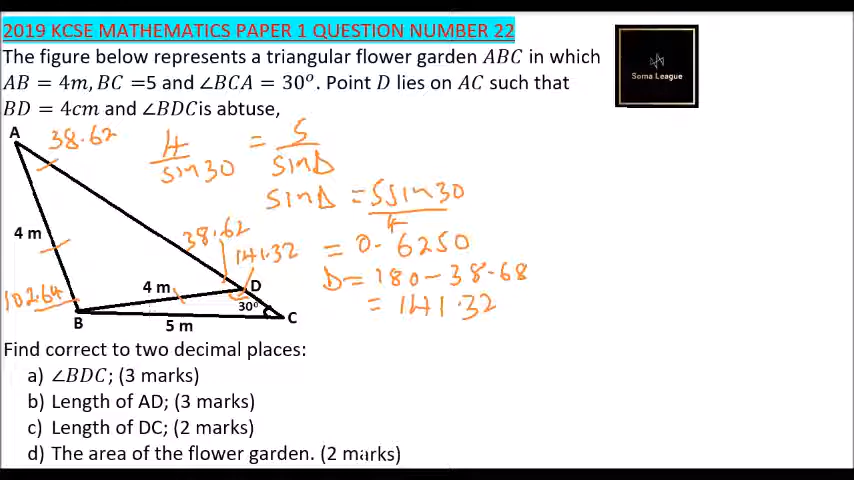 2019 KCSE MATHEMATICS PAPER 1 QUESTION NUMBER 22
The figure below represents a triangular flower garden ABC in which
AB = 4m, BC =5 and ∠BCA = 30°. Point D lies on AC such that
BD = 4cm and ∠BDC is abtuse,
Soma League
A
38.62
4/sin30 = 5/sinD
sinD = 5sin30/4
= 0.6250
D= 180-38.68
= 141.32
38.62
141.32
4 m
4 m
D
102.64
30°
B
5 m
C
Find correct to two decimal places:
a) ∠BDC; (3 marks)
b) Length of AD; (3 marks)
c) Length of DC; (2 marks)
d) The area of the flower garden. (2 marks)